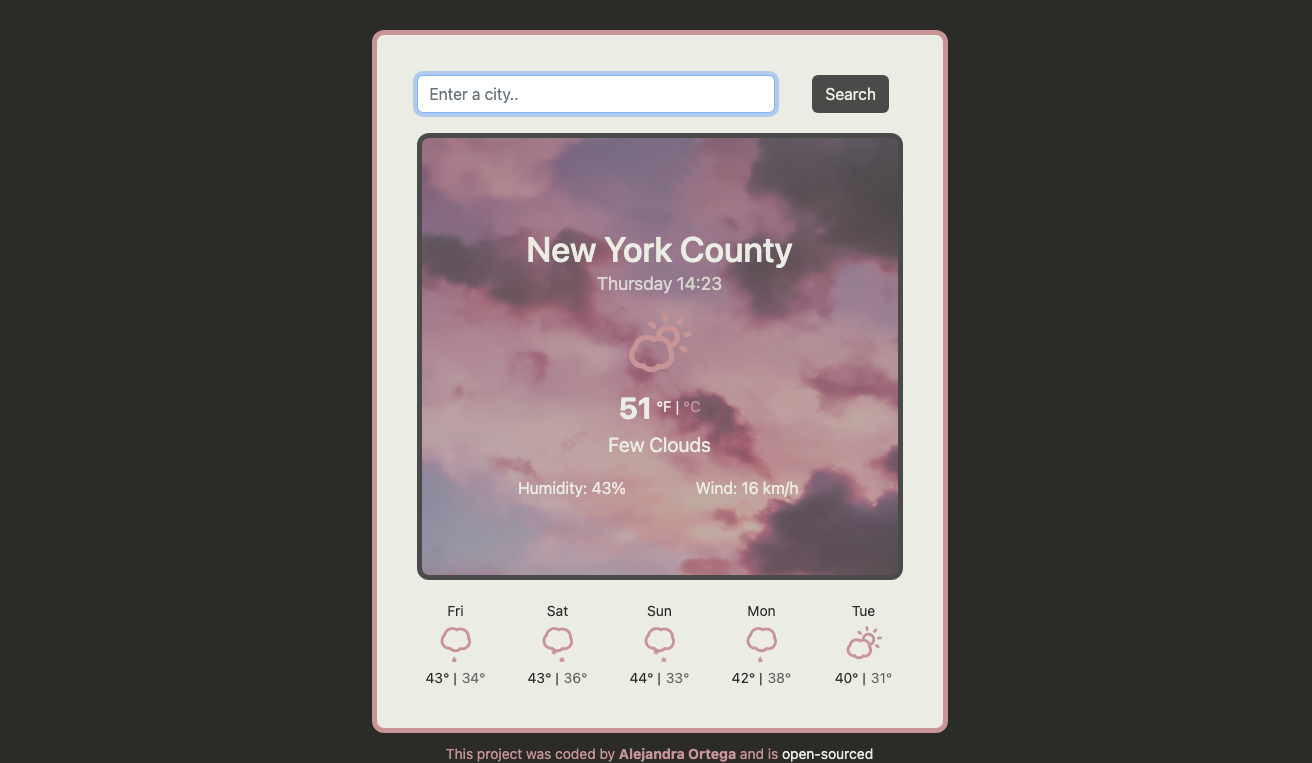 Enter a city..
Search
New York County
Thursday 14:23
51 °F | °C
Few Clouds
Humidity: 43% Wind: 16 km/h
Fri Sat Sun Mon Tue
43° | 34° 43° | 36° 44° | 33° 42° | 38° 40° | 31°
This project was coded by Alejandra Ortega and is open-sourced